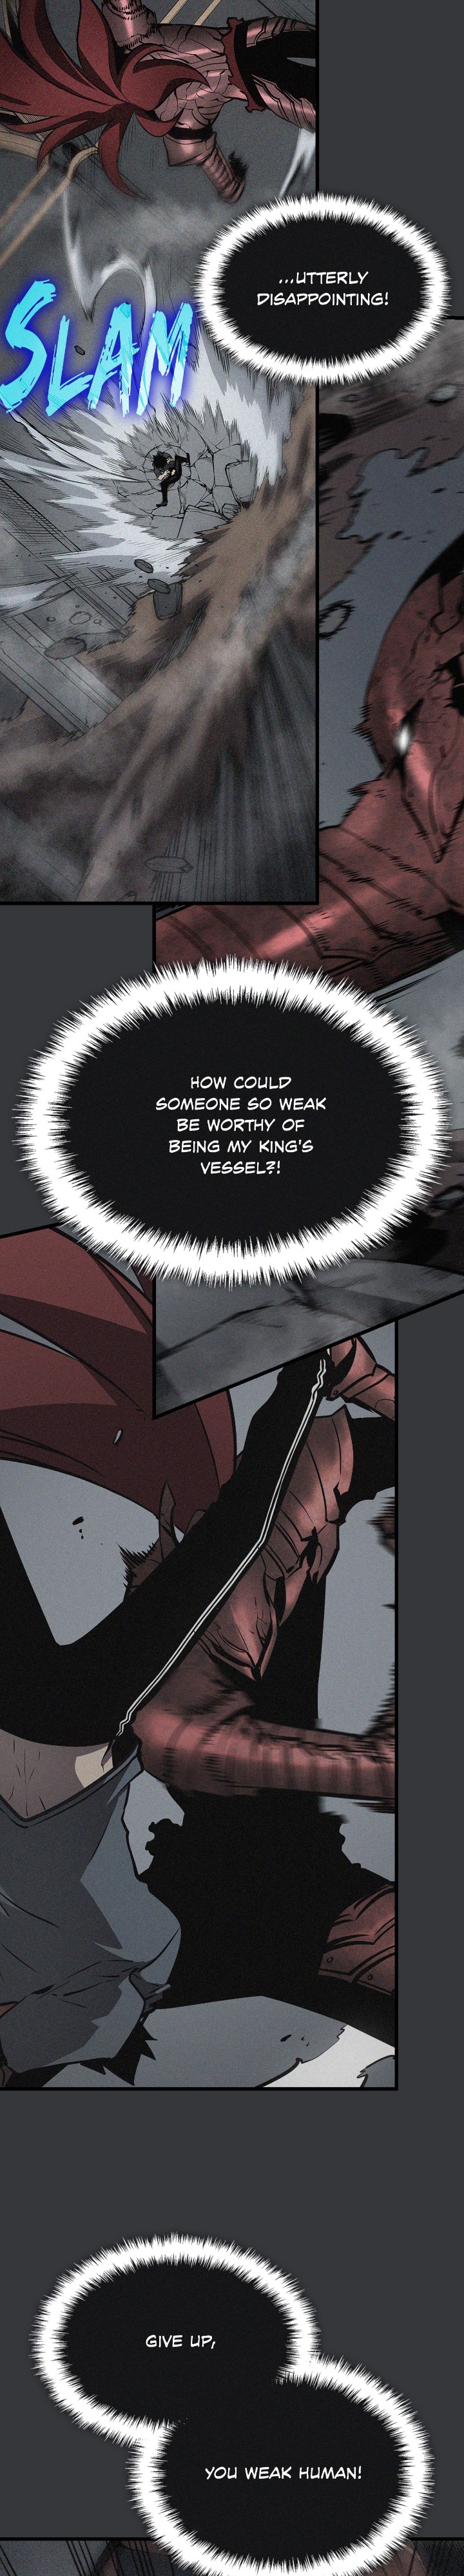 ...UTTERLY
DISAPPOINTING!
SLAM
HOW COULD
SOMEONE SO WEAK
BE WORTHY OF
BEING MY KING'S
VESSEL?!
GIVE UP,
YOU WEAK HUMAN!